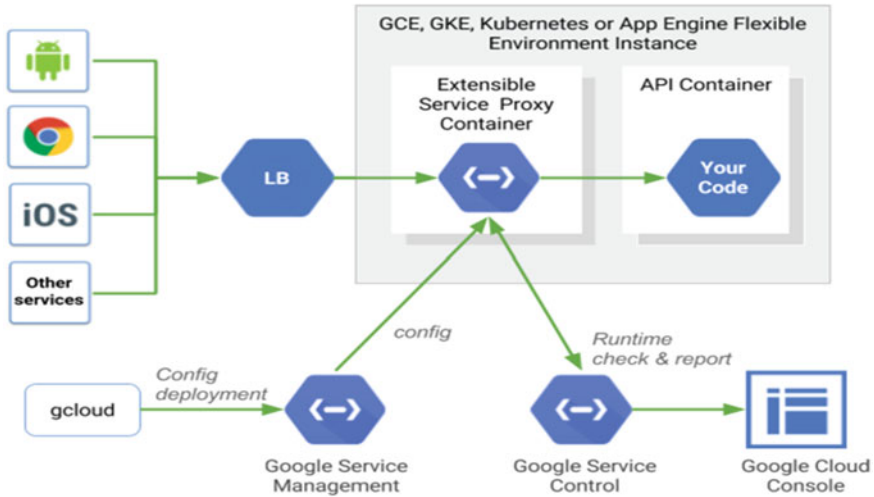 GCE, GKE, Kubernetes or App Engine Flexible
Environment Instance
Extensible
Service Proxy
Container
API Container
iOS
Other
services
LB
Your
Code
config
Runtime
check & report
Config
deployment
gcloud
Google Service
Management
Google Service
Control
Google Cloud
Console